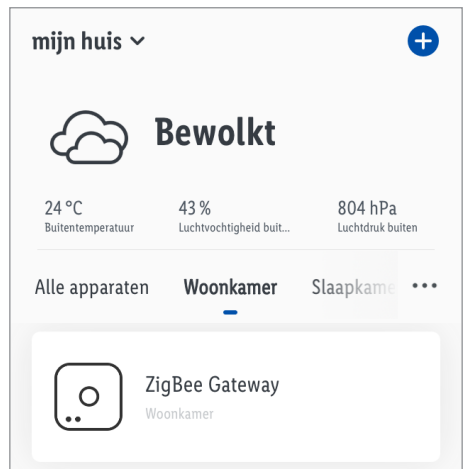 mijn huis
Bewolkt
24 °C 43 % 804 hPa
Buitentemperatuur Luchtvochtigheid buit... Luchtdruk buiten
Alle apparaten Woonkamer Slaapkame
ZigBee Gateway
Woonkamer